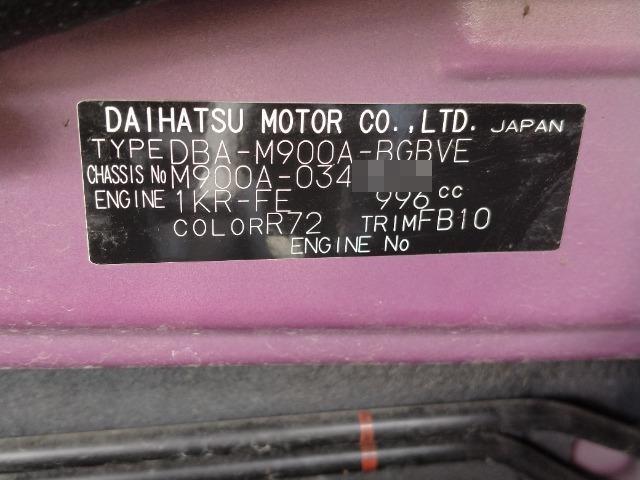 DAIHATSU MOTOR CO.,LTD. JAPAN
TYPE DBA-M900A-BGBVE
CHASSIS No M900A-034
ENGINE 1KR-FE 996 cc
COLOR R72 TRIM FB10
ENGINE No